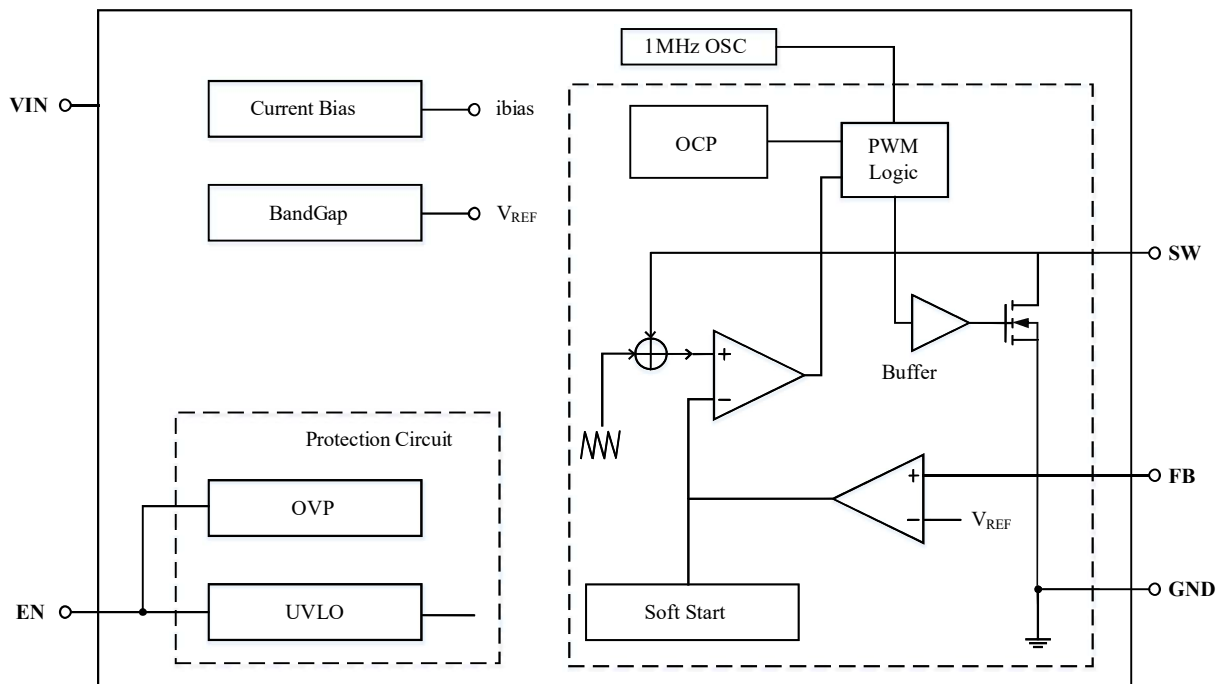 1MHz OSC
VIN
Current Bias
ibias
OCP
PWM
Logic
BandGap
VREF
SW
+
−
Buffer
Protection Circuit
OVP
+
FB
−
VREF
EN
UVLO
Soft Start
GND